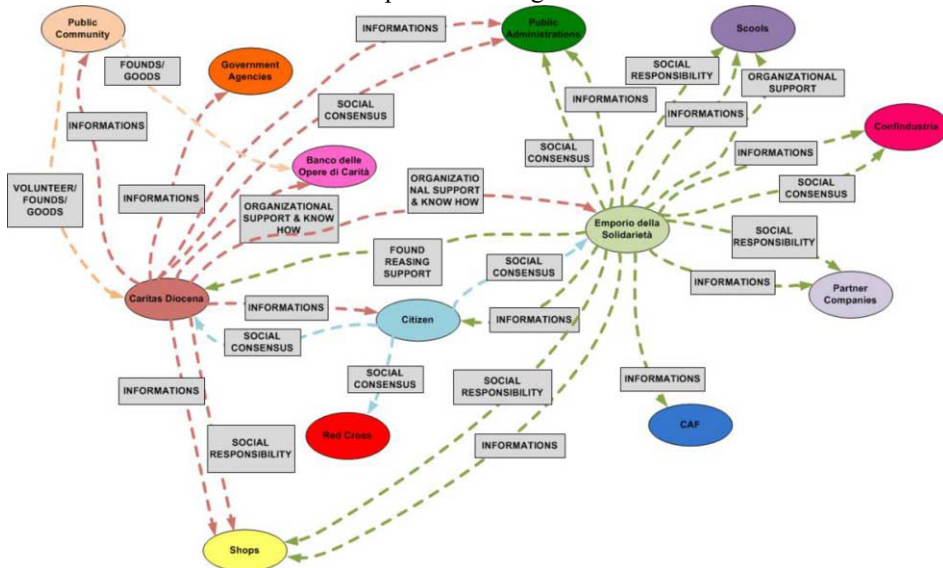 Public
Community
INFORMATIONS
Public
Administrations
Scools
FOUNDS/
GOODS
Government
Agencies
SOCIAL
RESPONSIBILITY
ORGANIZATIONAL
SUPPORT
SOCIAL
CONSENSUS
INFORMATIONS
INFORMATIONS
INFORMATIONS
Confindustria
SOCIAL
CONSENSUS
INFORMATIONS
Banco delle
Opere di Carità
ORGANIZATIO
NAL SUPPORT
& KNOW HOW
SOCIAL
CONSENSUS
VOLUNTEER/
FOUNDS/
GOODS
INFORMATIONS
ORGANIZATIONAL
SUPPORT & KNOW
HOW
Emporio della
Solidarietà
SOCIAL
RESPONSIBILITY
FOUND
REASING
SUPPORT
SOCIAL
CONSENSUS
INFORMATIONS
Partner
Companies
Caritas Diocena
INFORMATIONS
Citizen
INFORMATIONS
SOCIAL
CONSENSUS
SOCIAL
CONSENSUS
INFORMATIONS
SOCIAL
RESPONSIBILITY
INFORMATIONS
CAF
Red Cross
SOCIAL
RESPONSIBILITY
INFORMATIONS
Shops